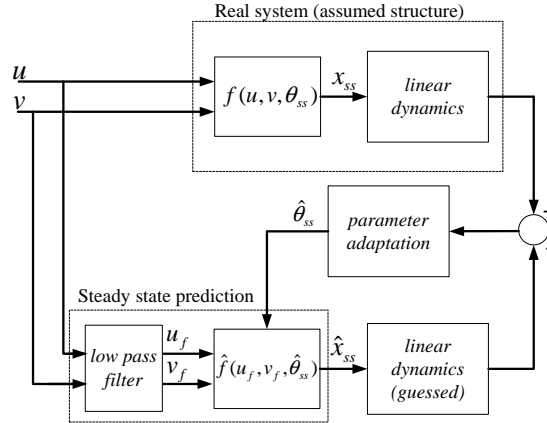 Real system (assumed structure)
u
v
f(u,v,θ_ss)
x_ss
linear
dynamics
θ̂_ss
parameter
adaptation
Steady state prediction
low pass
filter
u_f
v_f
f̂(u_f,v_f,θ̂_ss)
x̂_ss
linear
dynamics
(guessed)